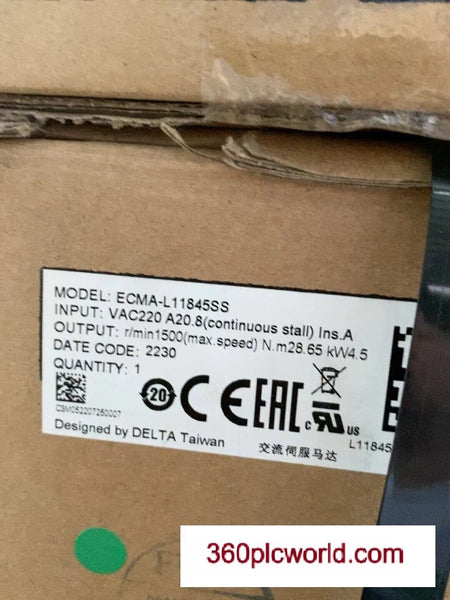 MODEL: ECMA-L11845SS
INPUT: VAC220 A20.8(continuous stall) Ins.A
OUTPUT: r/min1500(max.speed) N.m28.65 kW4.5
DATE CODE: 2230
QUANTITY: 1
20 CE EAC c UR US
CSM052207250007
Designed by DELTA Taiwan
交流伺服马达
L11845
360plcworld.com